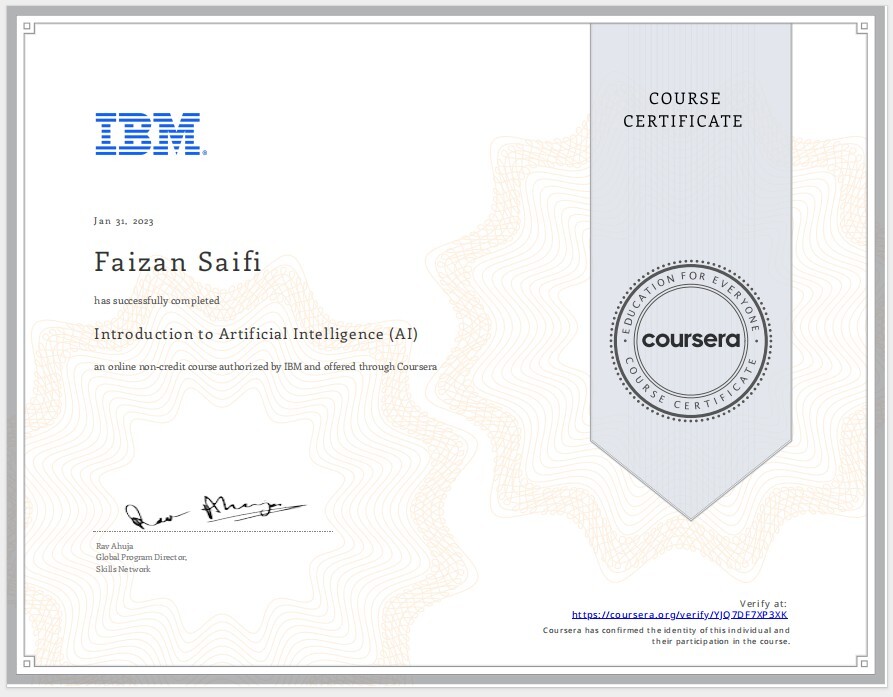 COURSE
CERTIFICATE
IBM®
Jan 31, 2023
Faizan Saifi
has successfully completed
Introduction to Artificial Intelligence (AI)
an online non-credit course authorized by IBM and offered through Coursera
EDUCATION FOR EVERYONE
coursera
COURSE CERTIFICATE
Rav Ahuja
Rav Ahuja
Global Program Director,
Skills Network
Verify at:
https://coursera.org/verify/YJQ7DF7XP3XK
Coursera has confirmed the identity of this individual and
their participation in the course.